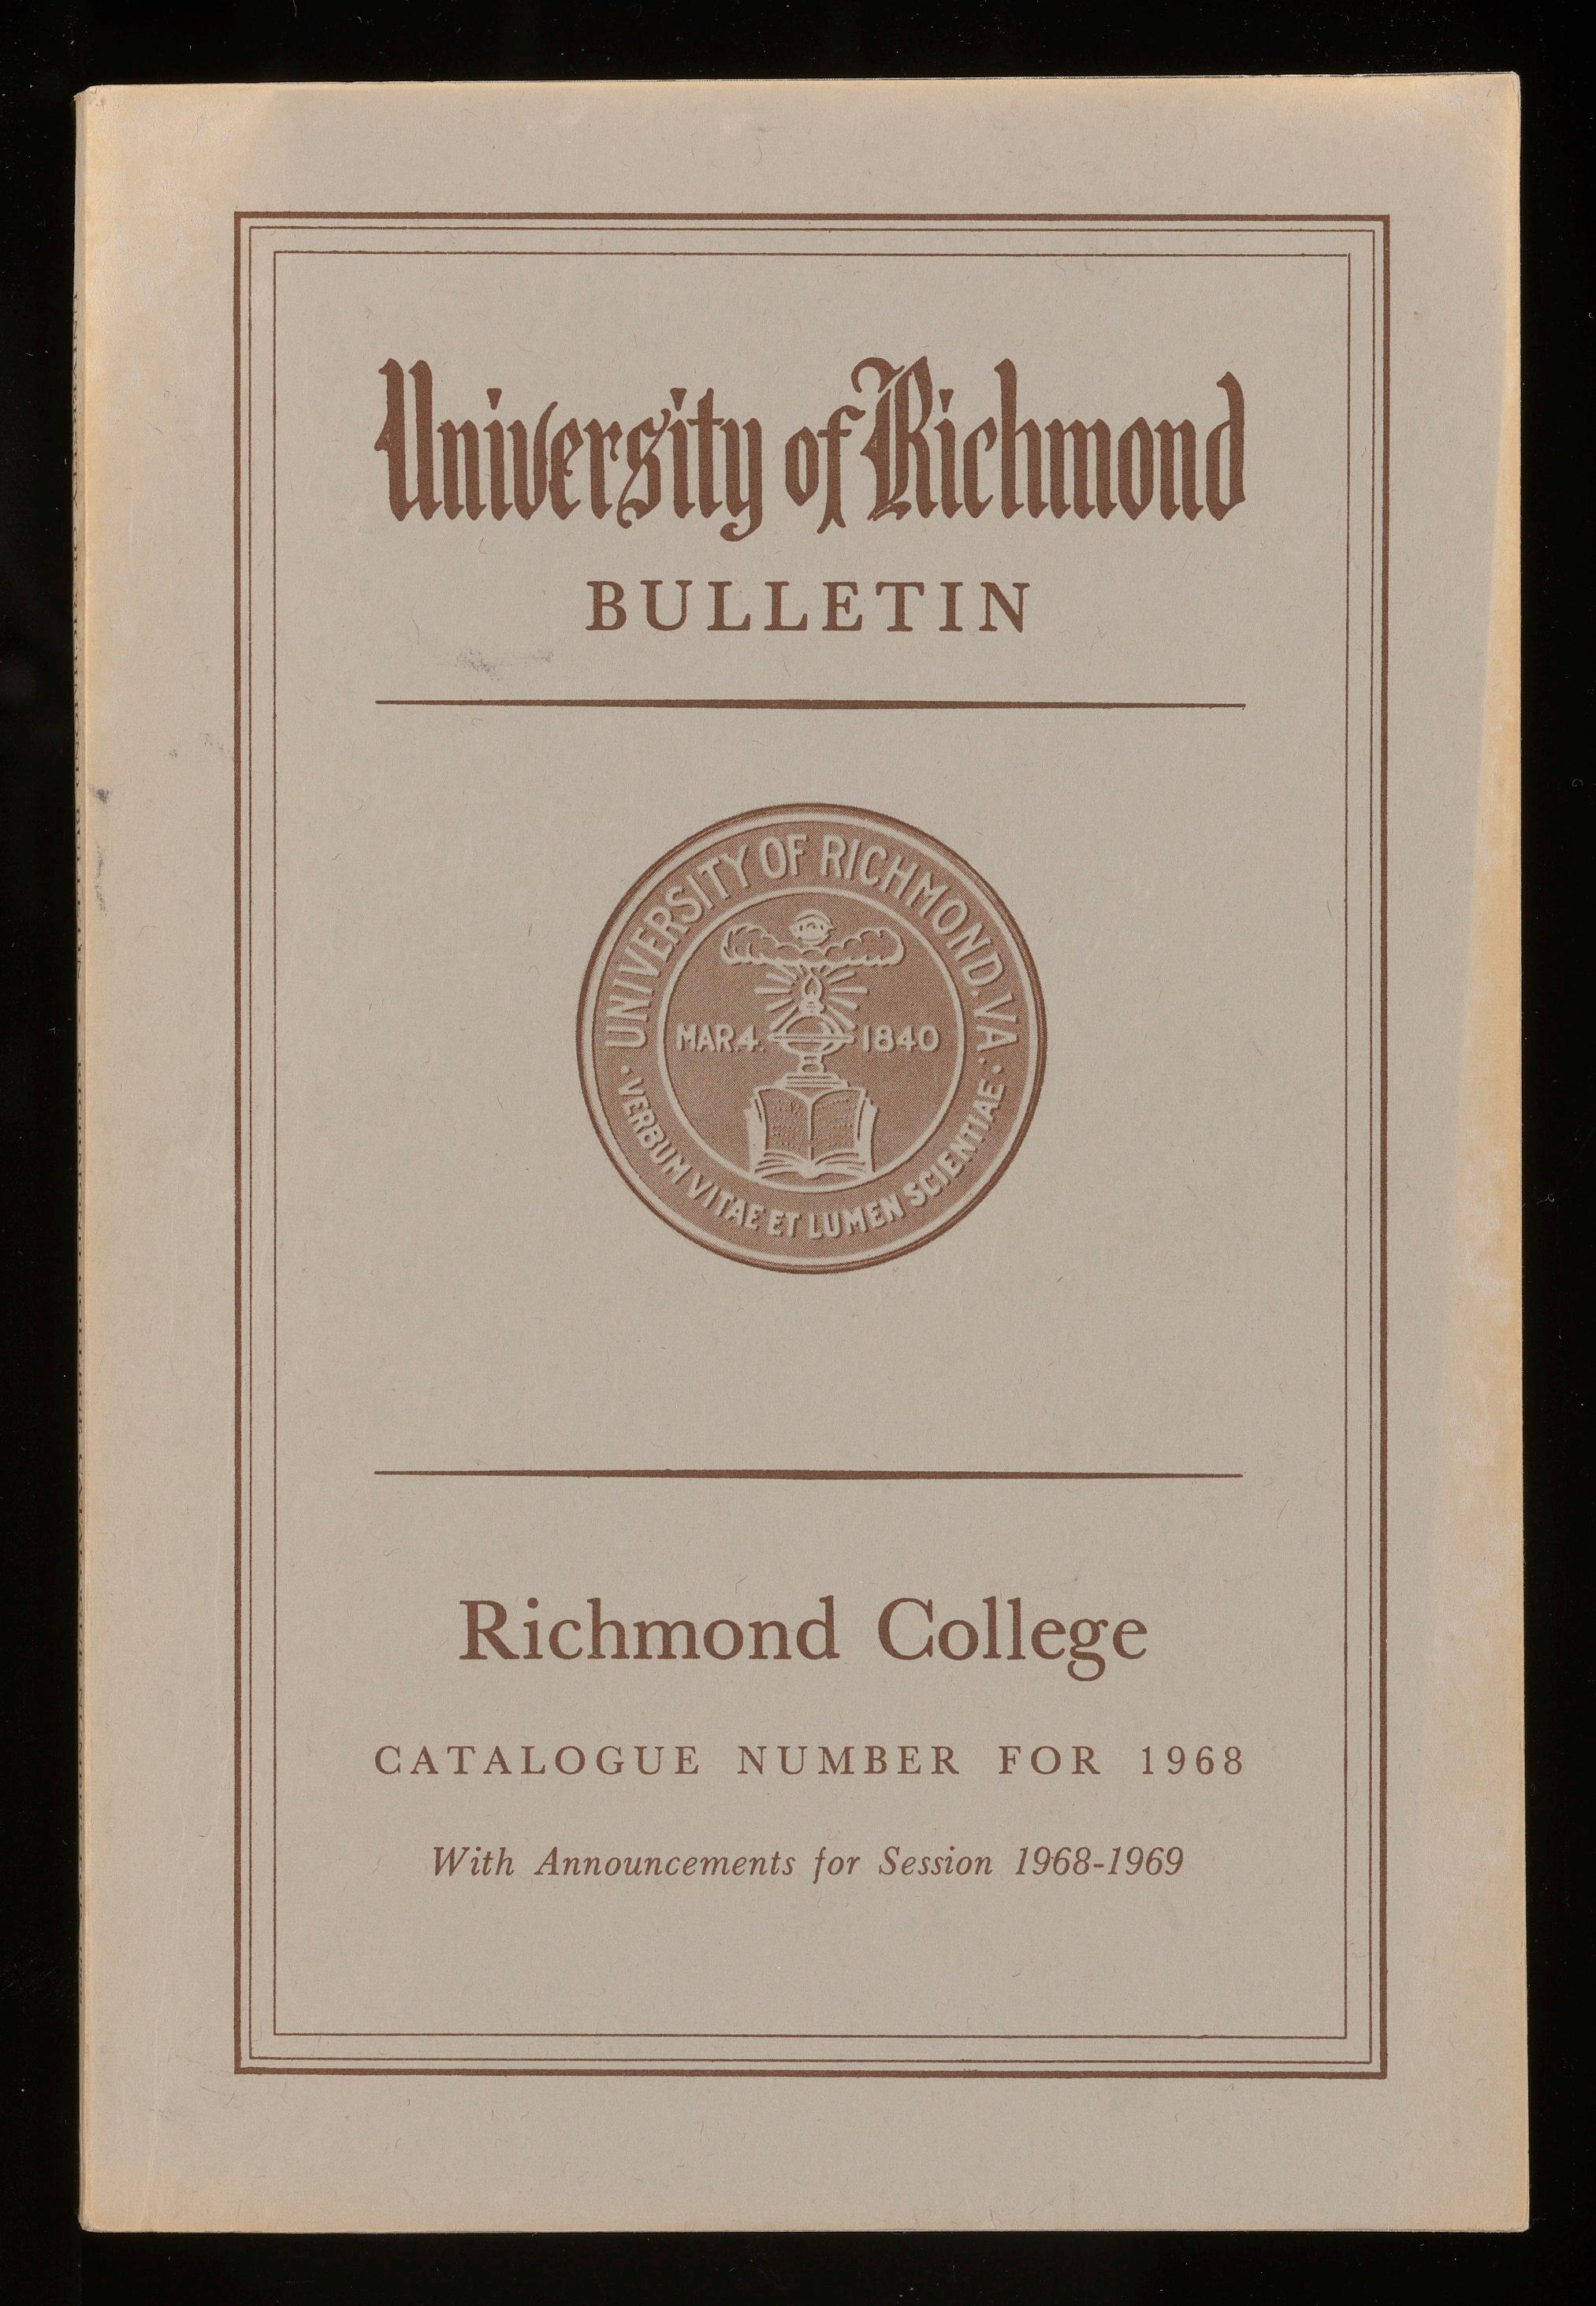 University of Richmond
BULLETIN
UNIVERSITY OF RICHMOND. VA.
MAR. 4. 1840
· VERBUM VITAE ET LUMEN SCIENTIAE ·
Richmond College
CATALOGUE NUMBER FOR 1968
With Announcements for Session 1968-1969